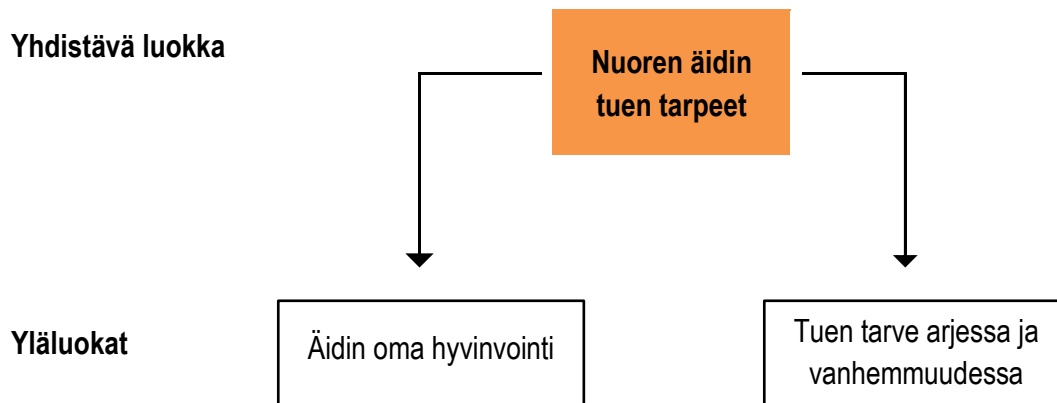 Yhdistävä luokka
Nuoren äidin
tuen tarpeet
Yläluokat
Äidin oma hyvinvointi
Tuen tarve arjessa ja
vanhemmuudessa